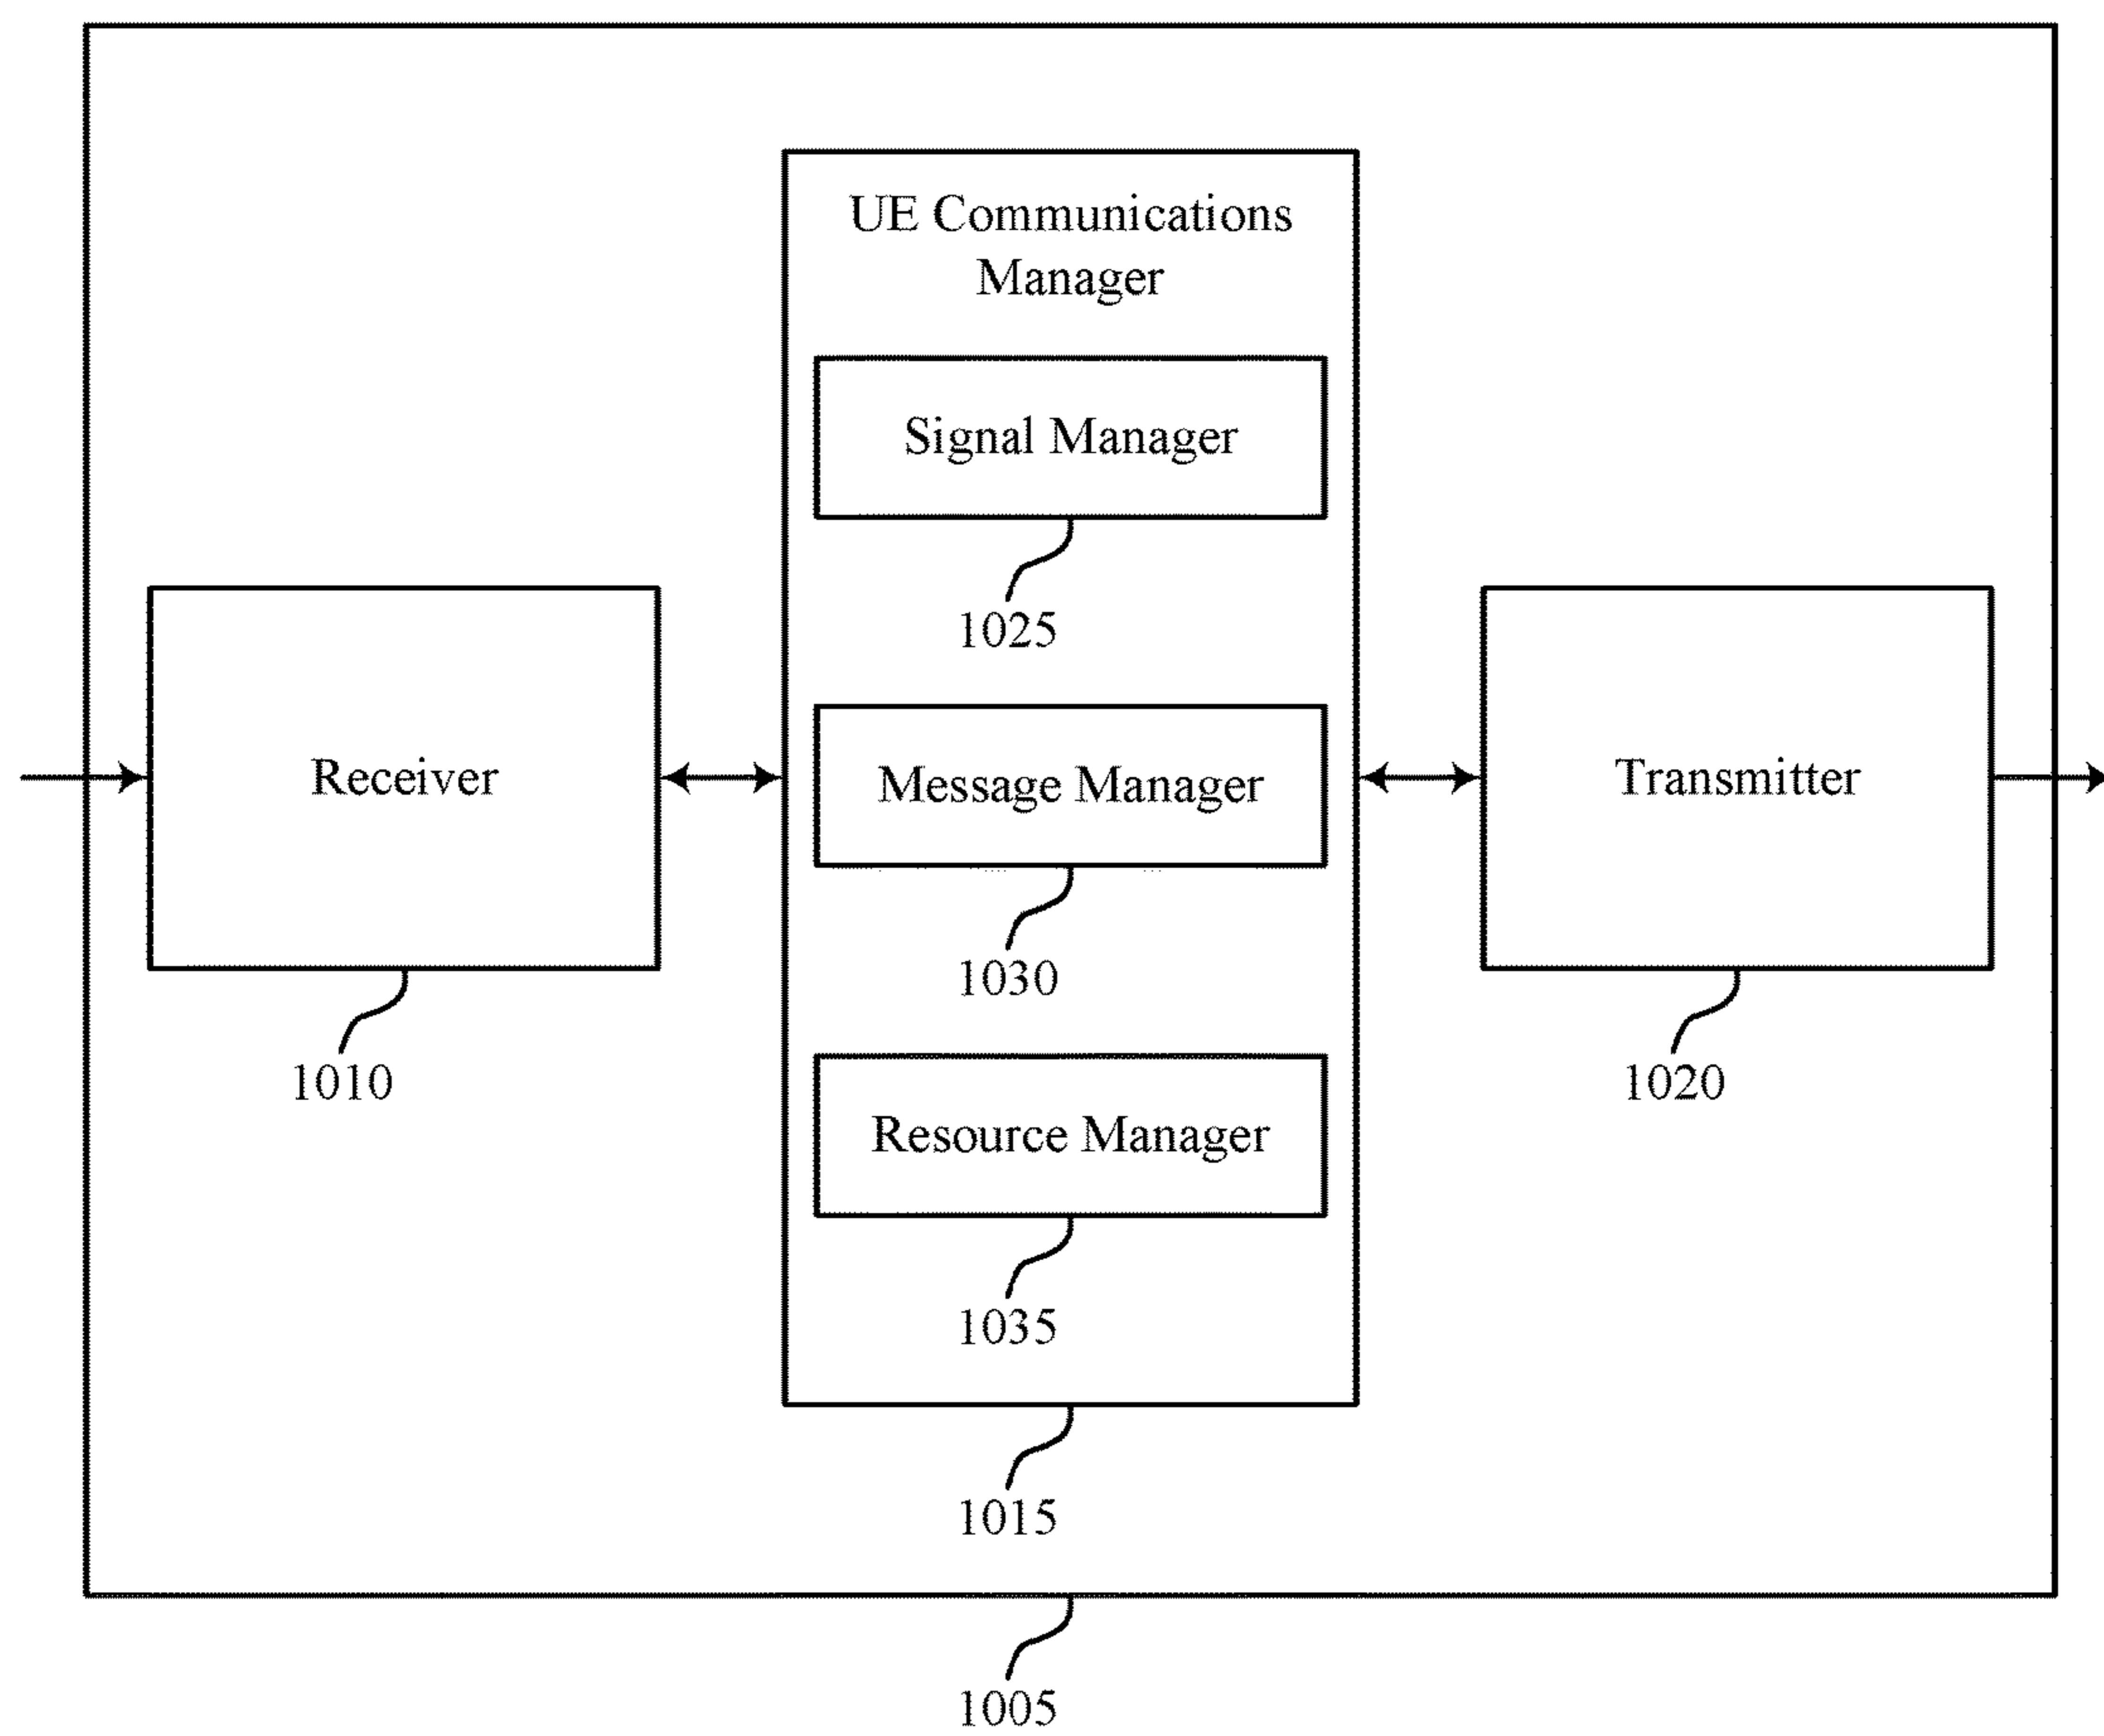 UE Communications
Manager
Signal Manager
1025
Receiver
1010
Message Manager
1030
Transmitter
1020
Resource Manager
1035
1015
1005